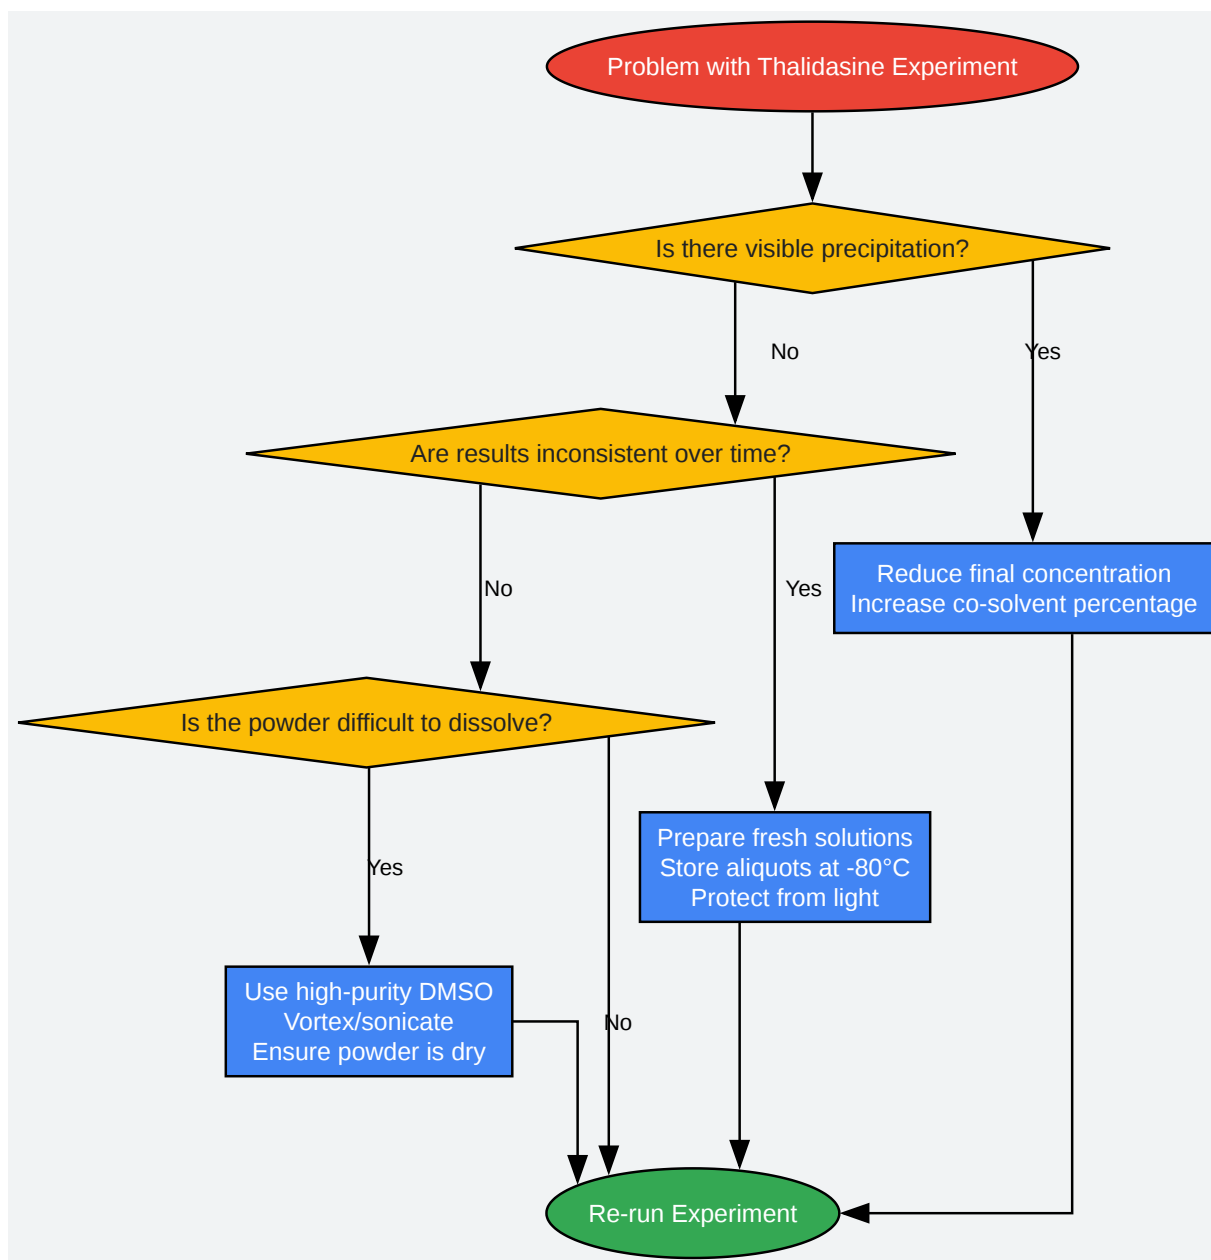 Problem with Thalidasine Experiment
Is there visible precipitation?
No
Yes
Are results inconsistent over time?
Reduce final concentration
Increase co-solvent percentage
No
Yes
Is the powder difficult to dissolve?
Prepare fresh solutions
Store aliquots at -80°C
Protect from light
Yes
Use high-purity DMSO
Vortex/sonicate
Ensure powder is dry
No
Re-run Experiment